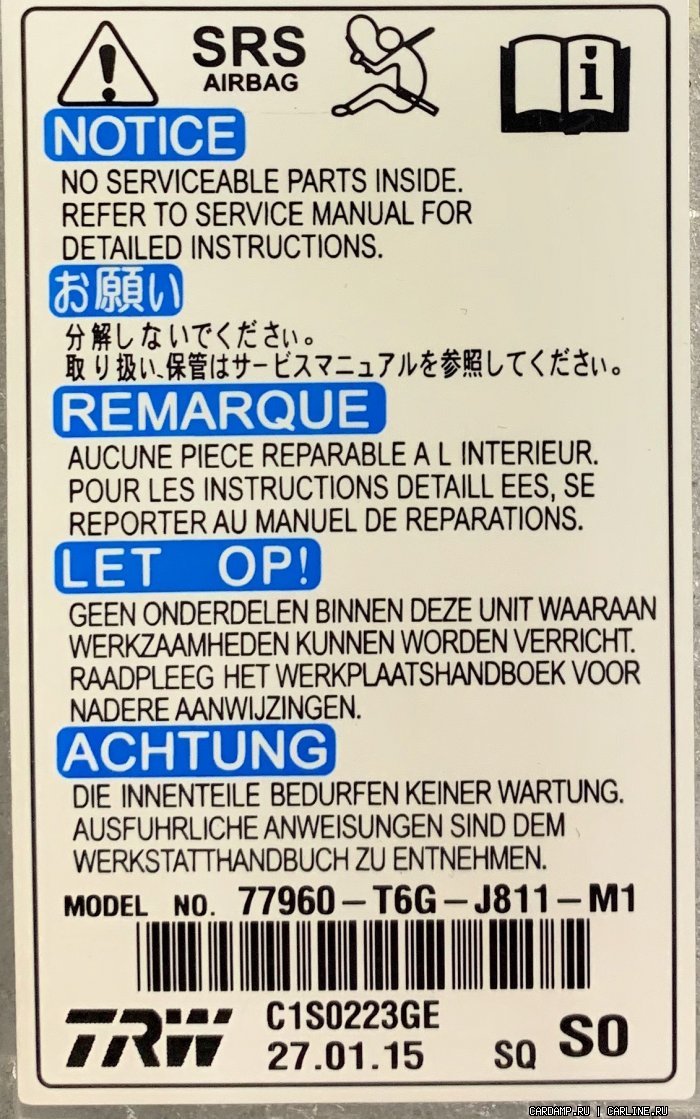 SRS
AIRBAG
NOTICE
NO SERVICEABLE PARTS INSIDE.
REFER TO SERVICE MANUAL FOR
DETAILED INSTRUCTIONS.
お願い
分解しないでください。
取り扱い、保管はサービスマニュアルを参照してください。
REMARQUE
AUCUNE PIECE REPARABLE A L INTERIEUR.
POUR LES INSTRUCTIONS DETAILL EES, SE
REPORTER AU MANUEL DE REPARATIONS.
LET OP!
GEEN ONDERDELEN BINNEN DEZE UNIT WAARAAN
WERKZAAMHEDEN KUNNEN WORDEN VERRICHT.
RAADPLEEG HET WERKPLAATSHANDBOEK VOOR
NADERE AANWIJZINGEN.
ACHTUNG
DIE INNENTEILE BEDURFEN KEINER WARTUNG.
AUSFUHRLICHE ANWEISUNGEN SIND DEM
WERKSTATTHANDBUCH ZU ENTNEHMEN.
MODEL NO. 77960-T6G-J811-M1
TRW C1S0223GE
27.01.15 SQ S0
CARDAMP.RU | CARLINE.RU